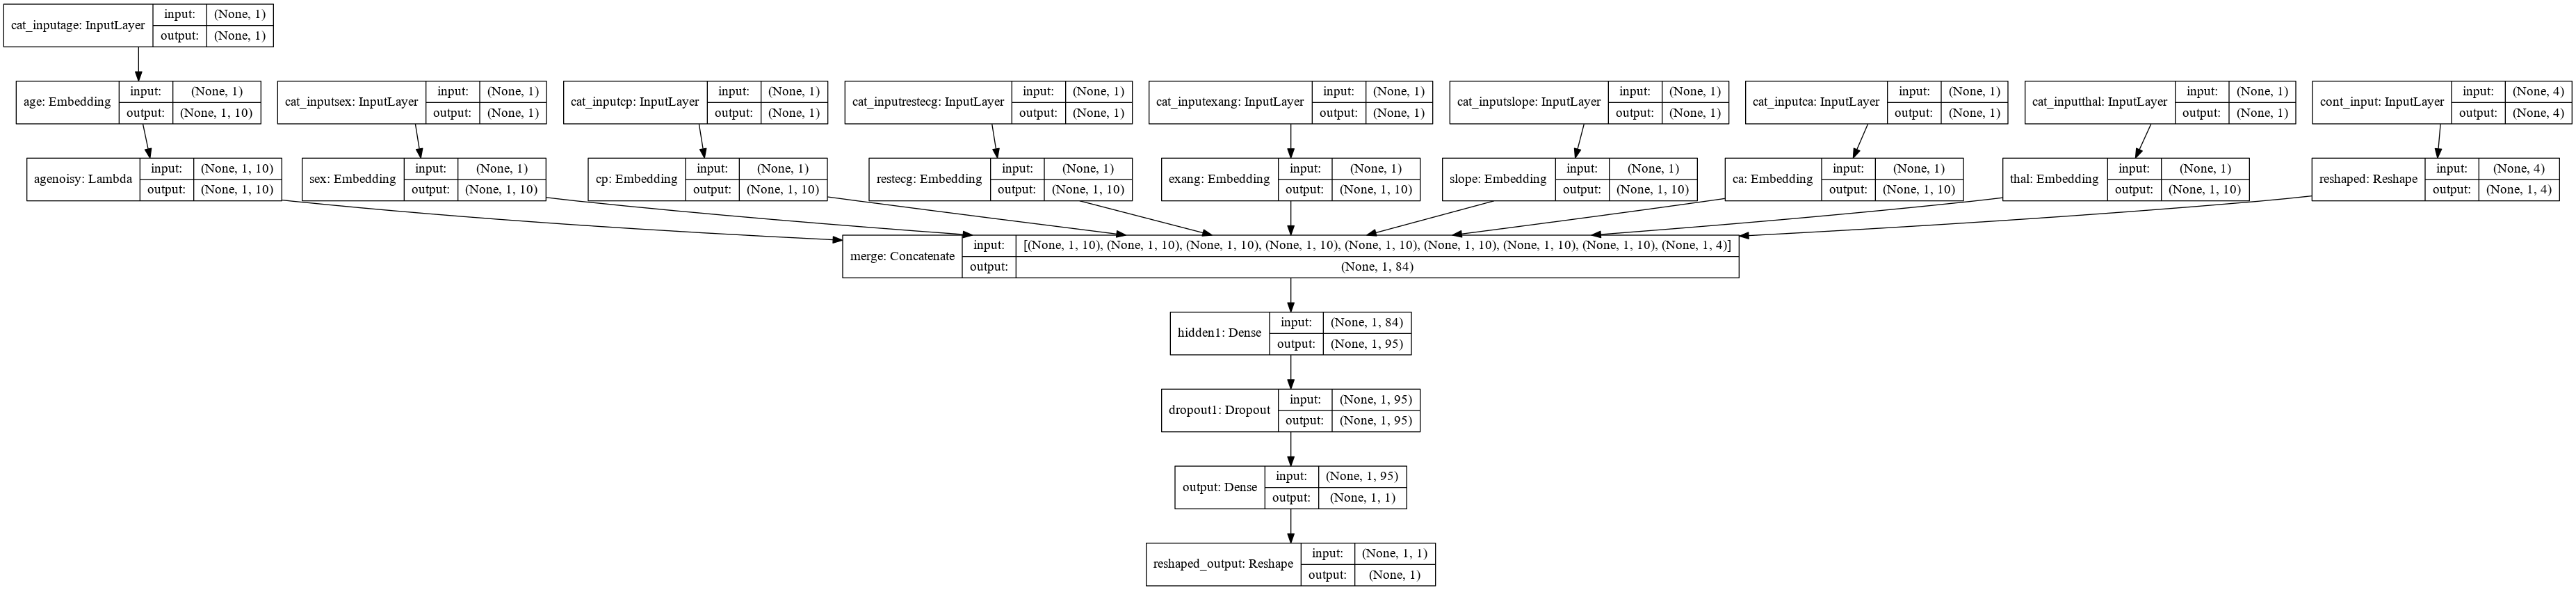 cat_inputage: InputLayer input: (None, 1)
output: (None, 1)
age: Embedding input: (None, 1)
output: (None, 1, 10)
cat_inputsex: InputLayer input: (None, 1)
output: (None, 1)
cat_inputcp: InputLayer input: (None, 1)
output: (None, 1)
cat_inputrestecg: InputLayer input: (None, 1)
output: (None, 1)
cat_inputexang: InputLayer input: (None, 1)
output: (None, 1)
cat_inputslope: InputLayer input: (None, 1)
output: (None, 1)
cat_inputca: InputLayer input: (None, 1)
output: (None, 1)
cat_inputthal: InputLayer input: (None, 1)
output: (None, 1)
cont_input: InputLayer input: (None, 4)
output: (None, 4)
agenoisy: Lambda input: (None, 1, 10)
output: (None, 1, 10)
sex: Embedding input: (None, 1)
output: (None, 1, 10)
cp: Embedding input: (None, 1)
output: (None, 1, 10)
restecg: Embedding input: (None, 1)
output: (None, 1, 10)
exang: Embedding input: (None, 1)
output: (None, 1, 10)
slope: Embedding input: (None, 1)
output: (None, 1, 10)
ca: Embedding input: (None, 1)
output: (None, 1, 10)
thal: Embedding input: (None, 1)
output: (None, 1, 10)
reshaped: Reshape input: (None, 4)
output: (None, 1, 4)
merge: Concatenate input: [(None, 1, 10), (None, 1, 10), (None, 1, 10), (None, 1, 10), (None, 1, 10), (None, 1, 10), (None, 1, 10), (None, 1, 10), (None, 1, 4)]
output: (None, 1, 84)
hidden1: Dense input: (None, 1, 84)
output: (None, 1, 95)
dropout1: Dropout input: (None, 1, 95)
output: (None, 1, 95)
output: Dense input: (None, 1, 95)
output: (None, 1, 1)
reshaped_output: Reshape input: (None, 1, 1)
output: (None, 1)